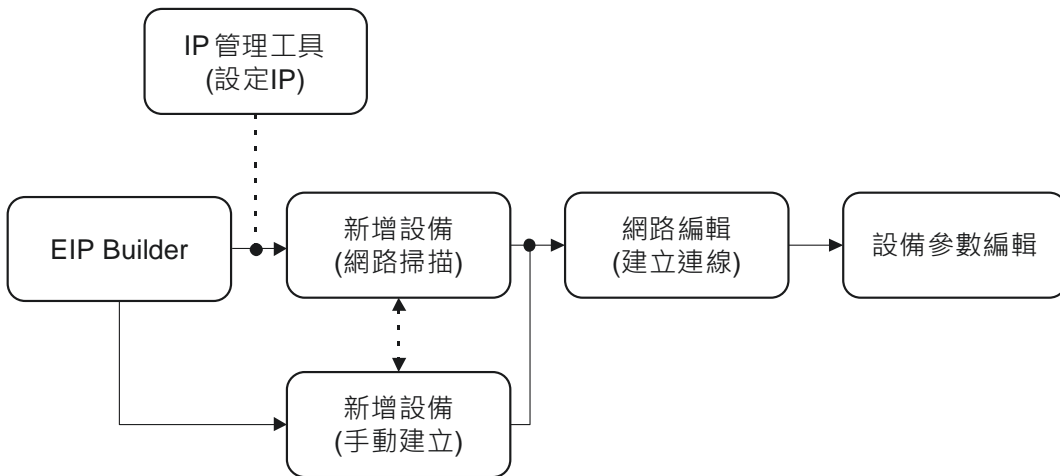 IP管理工具
(設定IP)
EIP Builder
新增設備
(網路掃描)
網路編輯
(建立連線)
設備參數編輯
新增設備
(手動建立)